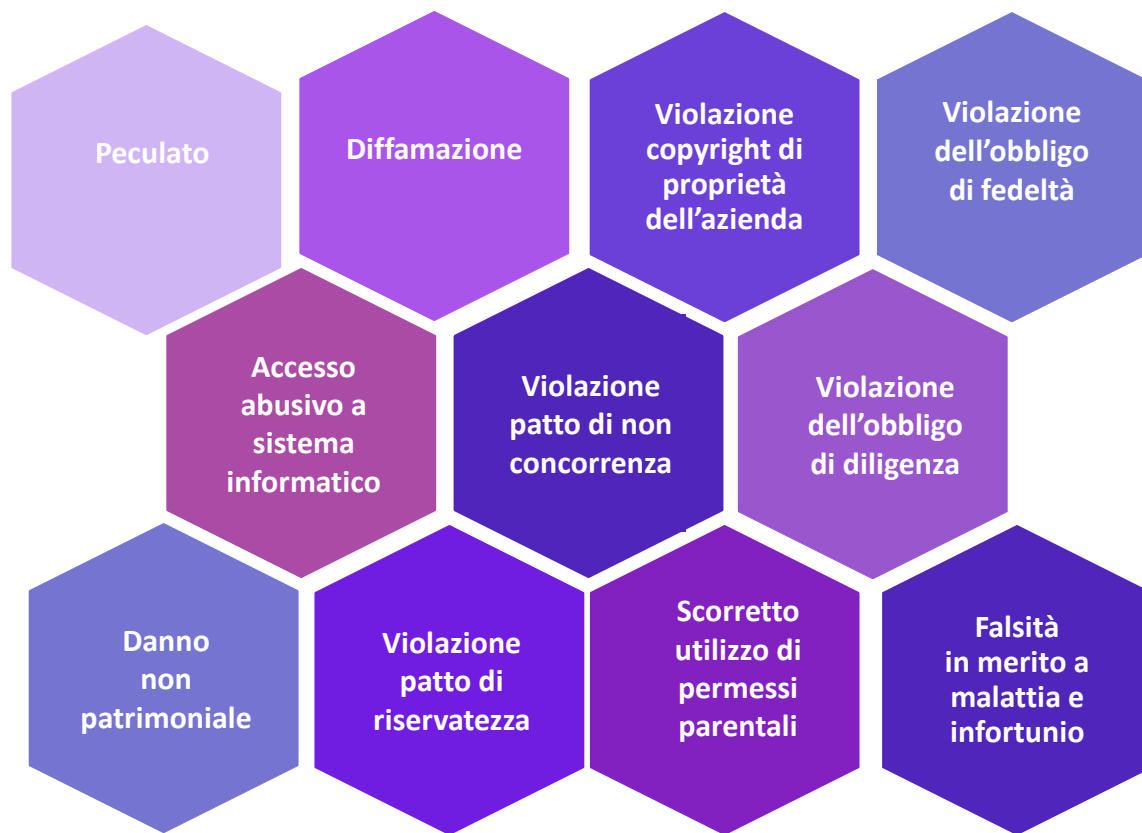 Peculato
Diffamazione
Violazione
copyright di
proprietà
dell’azienda
Violazione
dell’obbligo
di fedeltà
Accesso
abusivo a
sistema
informatico
Violazione
patto di non
concorrenza
Violazione
dell’obbligo
di diligenza
Danno
non
patrimoniale
Violazione
patto di
riservatezza
Scorretto
utilizzo di
permessi
parentali
Falsità
in merito a
malattia e
infortunio